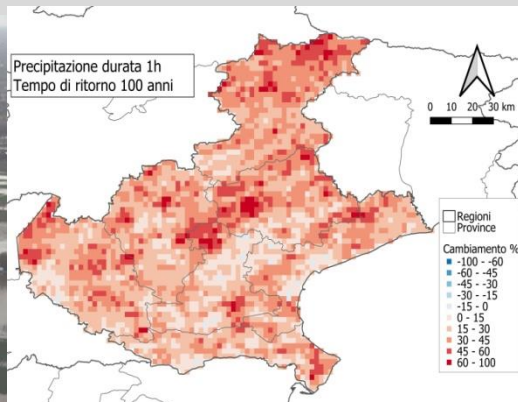 Precipitazione durata 1h
Tempo di ritorno 100 anni
0 10 20 30 km
Regioni
Province
Cambiamento %
-100 - -60
-60 - -45
-45 - -30
-30 - -15
-15 - 0
0 - 15
15 - 30
30 - 45
45 - 60
60 - 100